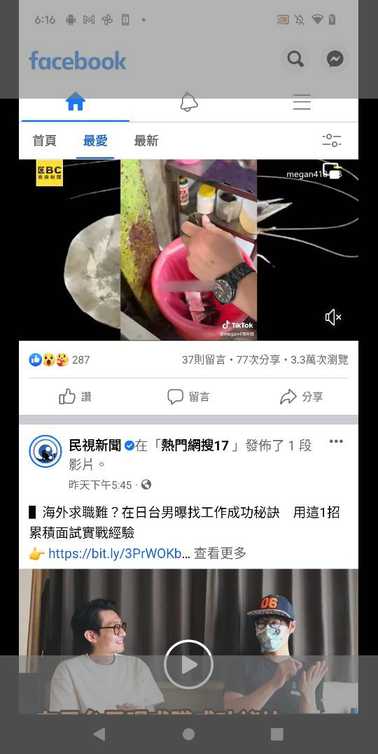 6:16
facebook
首頁
最愛
最新
EBC
東森新聞
TikTok
287
37則留言・77次分享・3.3萬次瀏覽
讚
留言
分享
民視新聞 在「熱門網搜17」發佈了 1 段
影片。
昨天下午5:45 ·
▋海外求職難？在日台男曝找工作成功秘訣　用這1招
累積面試實戰經驗
👉 https://bit.ly/3PrWOKb... 查看更多
06